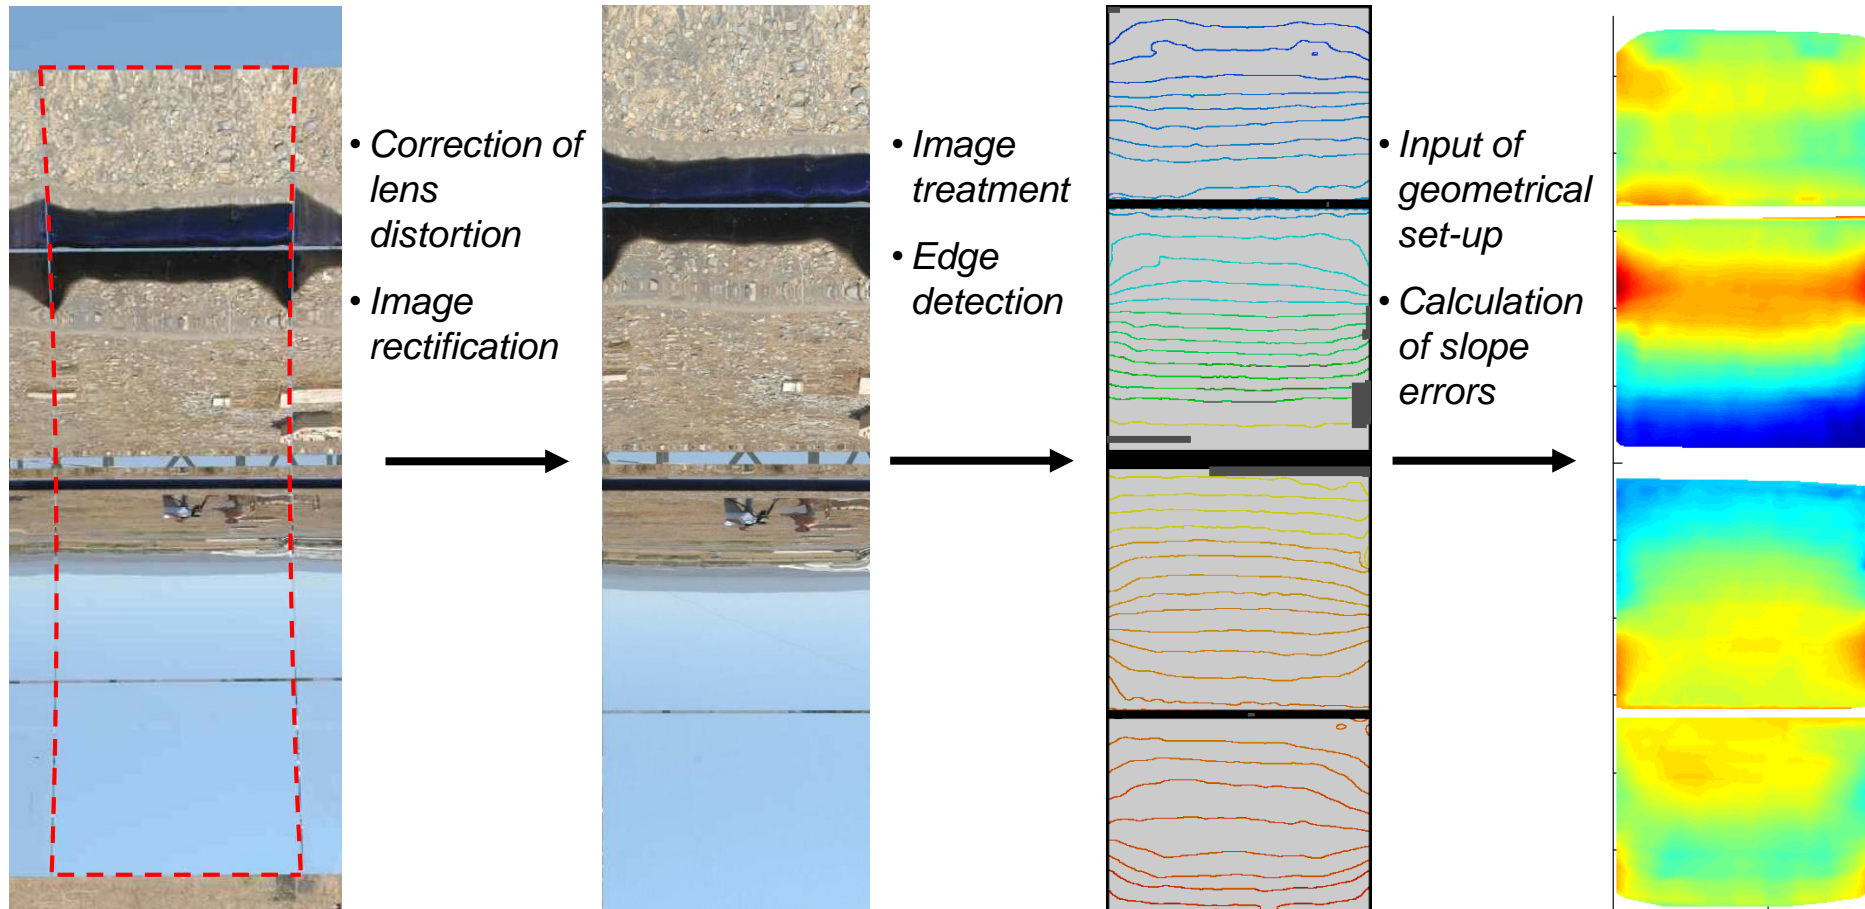 • Correction of
lens
distortion
• Image
rectification
• Image
treatment
• Edge
detection
• Input of
geometrical
set-up
• Calculation
of slope
errors